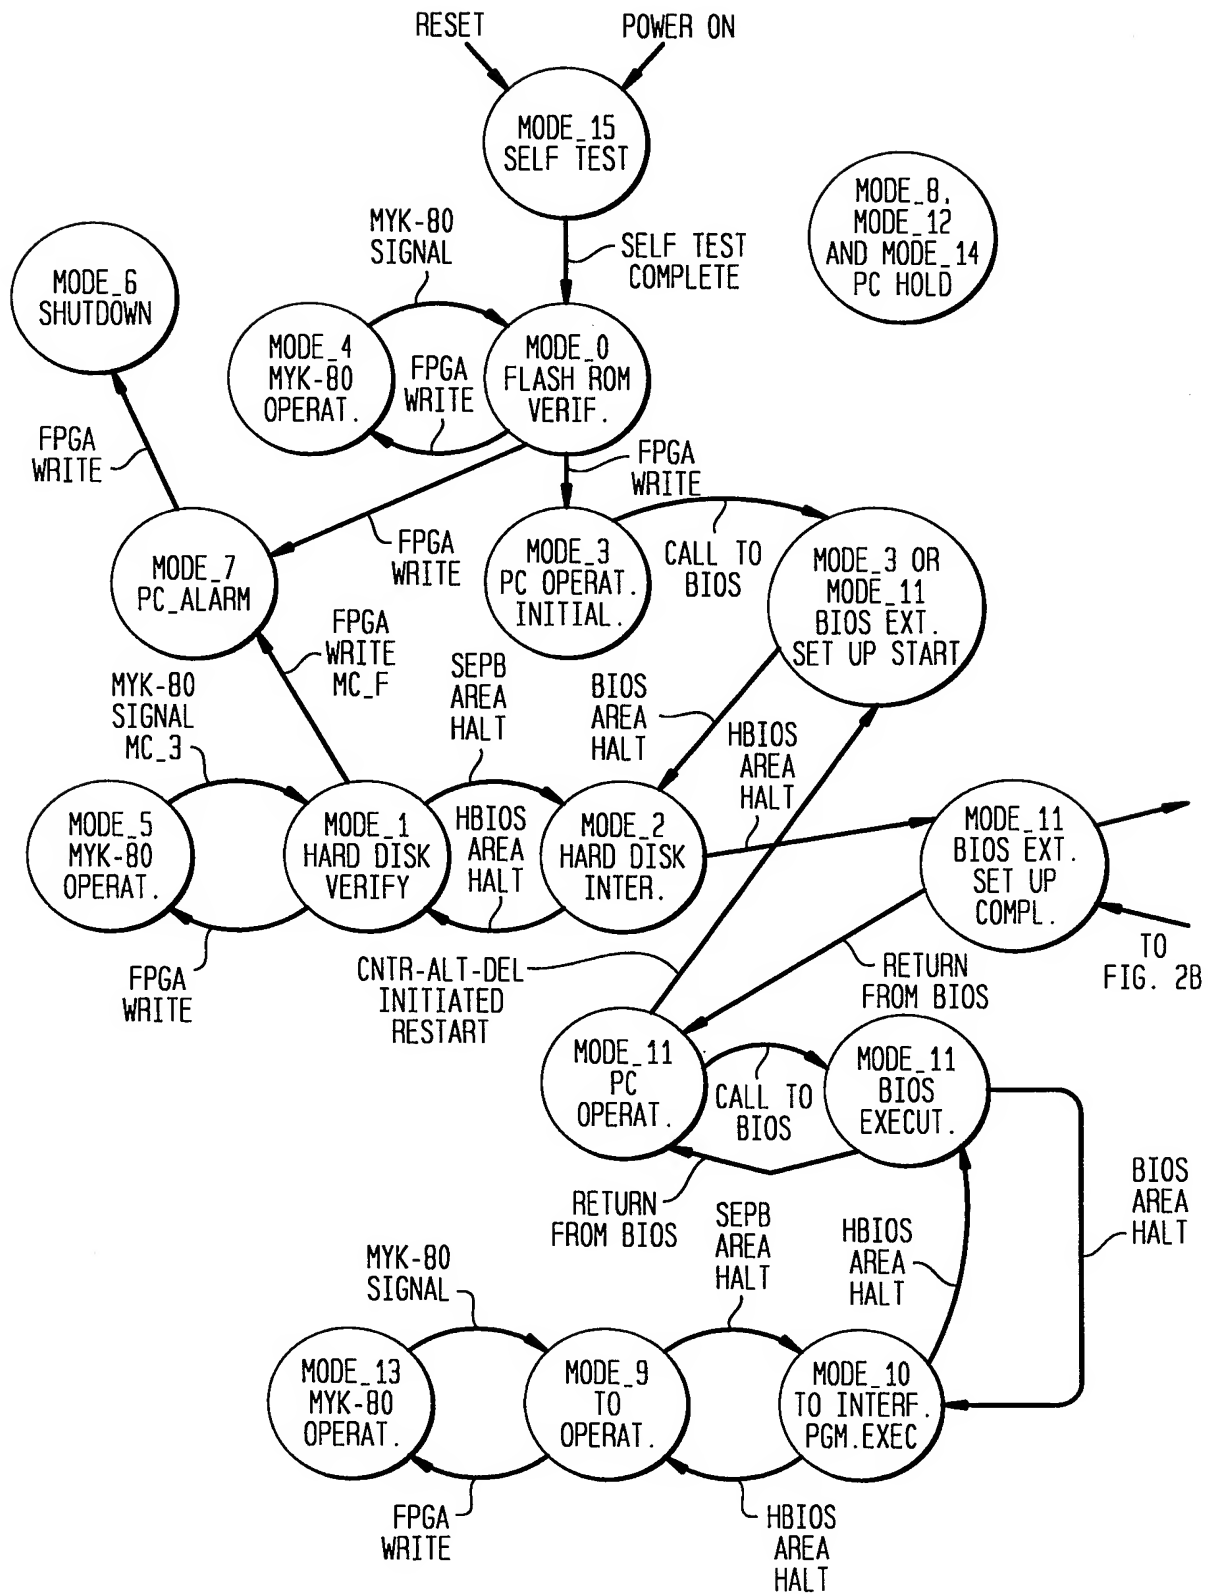 RESET
POWER ON
MODE_15
SELF TEST
MODE_8,
MODE_12
AND MODE_14
PC HOLD
MYK-80
SIGNAL
SELF TEST
COMPLETE
MODE_6
SHUTDOWN
MODE_4
MYK-80
OPERAT.
FPGA
WRITE
MODE_0
FLASH ROM
VERIF.
FPGA
WRITE
FPGA
WRITE
FPGA
WRITE
MODE_7
PC_ALARM
MODE_3
PC OPERAT.
INITIAL.
CALL TO
BIOS
MODE_3 OR
MODE_11
BIOS EXT.
SET UP START
FPGA
WRITE
MC_F
MYK-80
SIGNAL
MC_3
SEPB
AREA
HALT
BIOS
AREA
HALT
HBIOS
AREA
HALT
MODE_5
MYK-80
OPERAT.
MODE_1
HARD DISK
VERIFY
HBIOS
AREA
HALT
MODE_2
HARD DISK
INTER.
MODE_11
BIOS EXT.
SET UP
COMPL.
FPGA
WRITE
CNTR-ALT-DEL
INITIATED
RESTART
RETURN
FROM BIOS
TO
FIG. 2B
MODE_11
PC
OPERAT.
CALL TO
BIOS
MODE_11
BIOS
EXECUT.
RETURN
FROM BIOS
BIOS
AREA
HALT
MYK-80
SIGNAL
SEPB
AREA
HALT
HBIOS
AREA
HALT
MODE_13
MYK-80
OPERAT.
MODE_9
TO
OPERAT.
MODE_10
TO INTERF.
PGM.EXEC
FPGA
WRITE
HBIOS
AREA
HALT